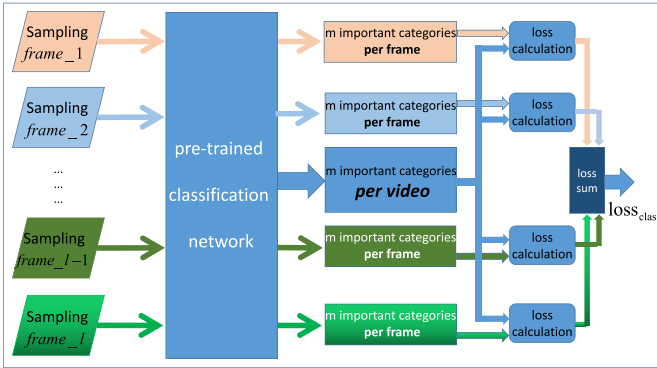 Sampling
frame_1
Sampling
frame_2
...
...
...
Sampling
frame_l−1
Sampling
frame_l
pre-trained
classification
network
m important categories
per frame
m important categories
per frame
m important categories
per video
m important categories
per frame
m important categories
per frame
loss
calculation
loss
calculation
loss
calculation
loss
calculation
loss
sum
loss_clas